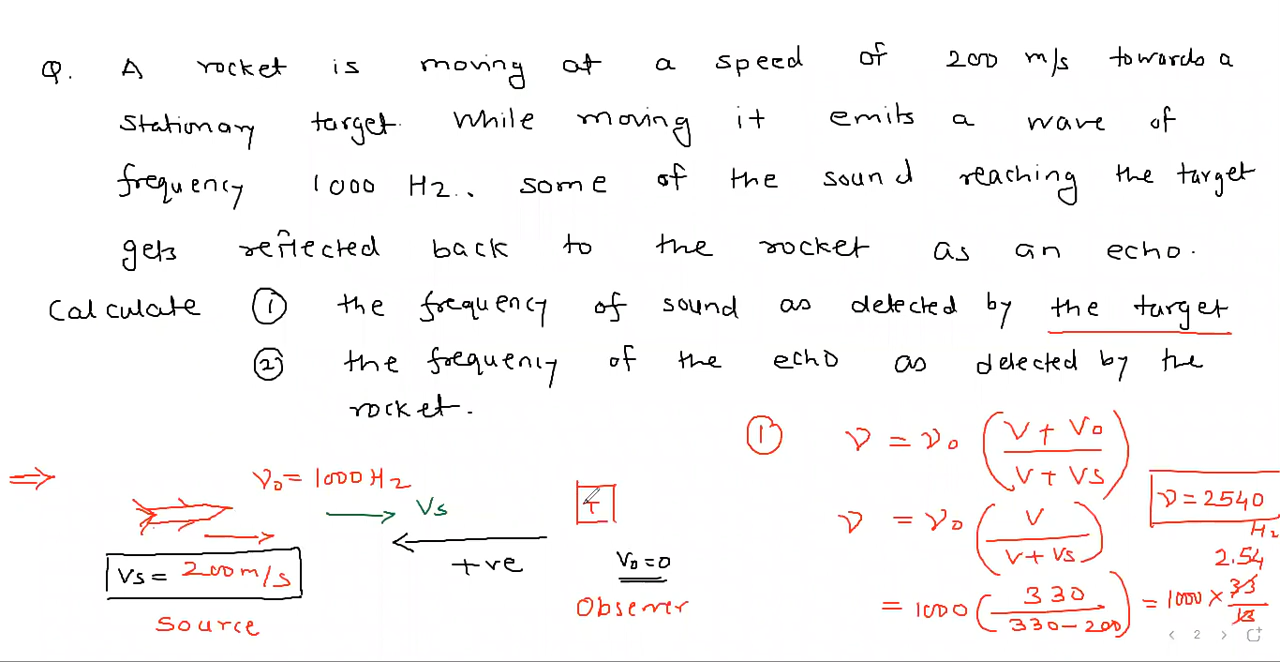 Q. A rocket is moving at a speed of 200 m/s towards a
stationary target. While moving it emits a wave of
frequency 1000 Hz.. some of the sound reaching the target
gets reflected back to the rocket as an echo.
Calculate ① the frequency of sound as detected by the target
② the frequency of the echo as detected by the
rocket.
⇒ ν₀ = 1000 Hz
Vs
Vs = 200 m/s
Source
+ve
T
V₀ = 0
Observer
① ν = ν₀ ((V + V₀)/(V + Vs))
ν = ν₀ (V/(V + Vs))
= 1000 (330/(330 - 200)) = 1000 × 33/13
2.54
ν = 2540
Hz
2